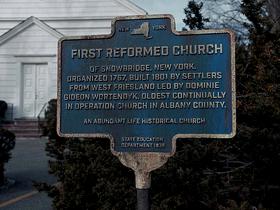 NEW YORK
FIRST REFORMED CHURCH
OF SNOWBRIDGE, NEW YORK.
ORGANIZED 1767, BUILT 1801 BY SETTLERS
FROM WEST FRIESLAND LED BY DOMINIE
GIDEON WORTENDYK. OLDEST CONTINUALLY
IN OPERATION CHURCH IN ALBANY COUNTY.
AN ABUNDANT LIFE HISTORICAL CHURCH
STATE EDUCATION
DEPARTMENT 1938